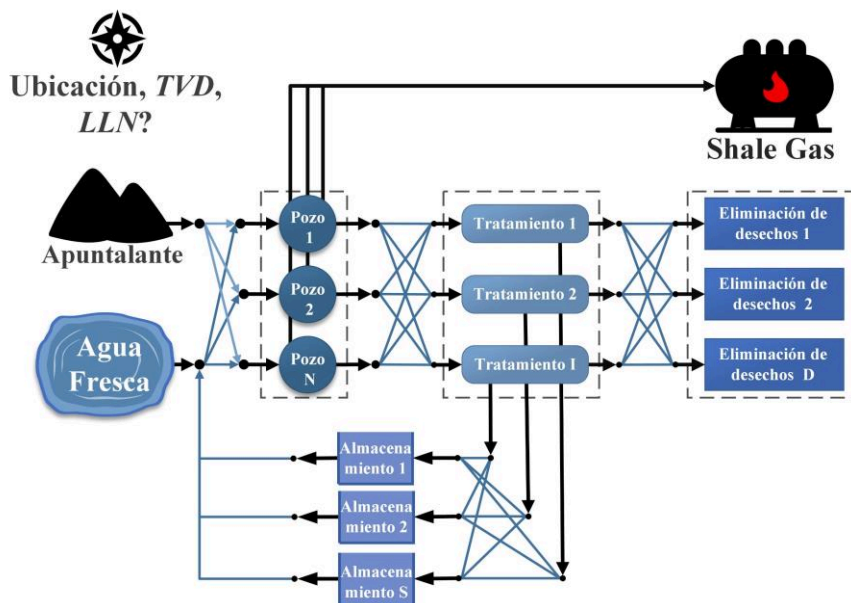 Ubicación, TVD,
LLN?
Shale Gas
Apuntalante
Agua
Fresca
Pozo
1
Pozo
2
Pozo
N
Tratamiento 1
Tratamiento 2
Tratamiento I
Eliminación de
desechos 1
Eliminación de
desechos 2
Eliminación de
desechos D
Almacena
miento 1
Almacena
miento 2
Almacena
miento S